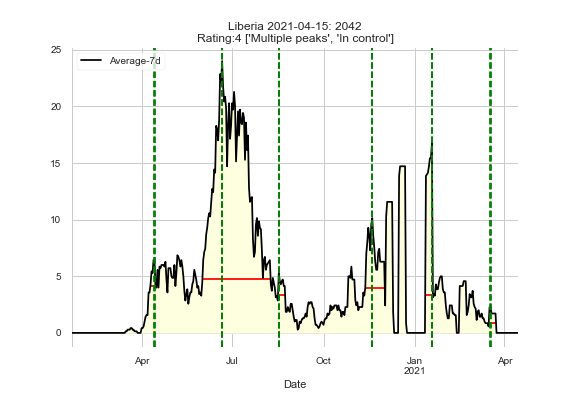 Liberia 2021-04-15: 2042
Rating:4 ['Multiple peaks', 'In control']
25
Average-7d
20
15
10
5
0
Apr
Jul
Oct
Jan
2021
Apr
Date